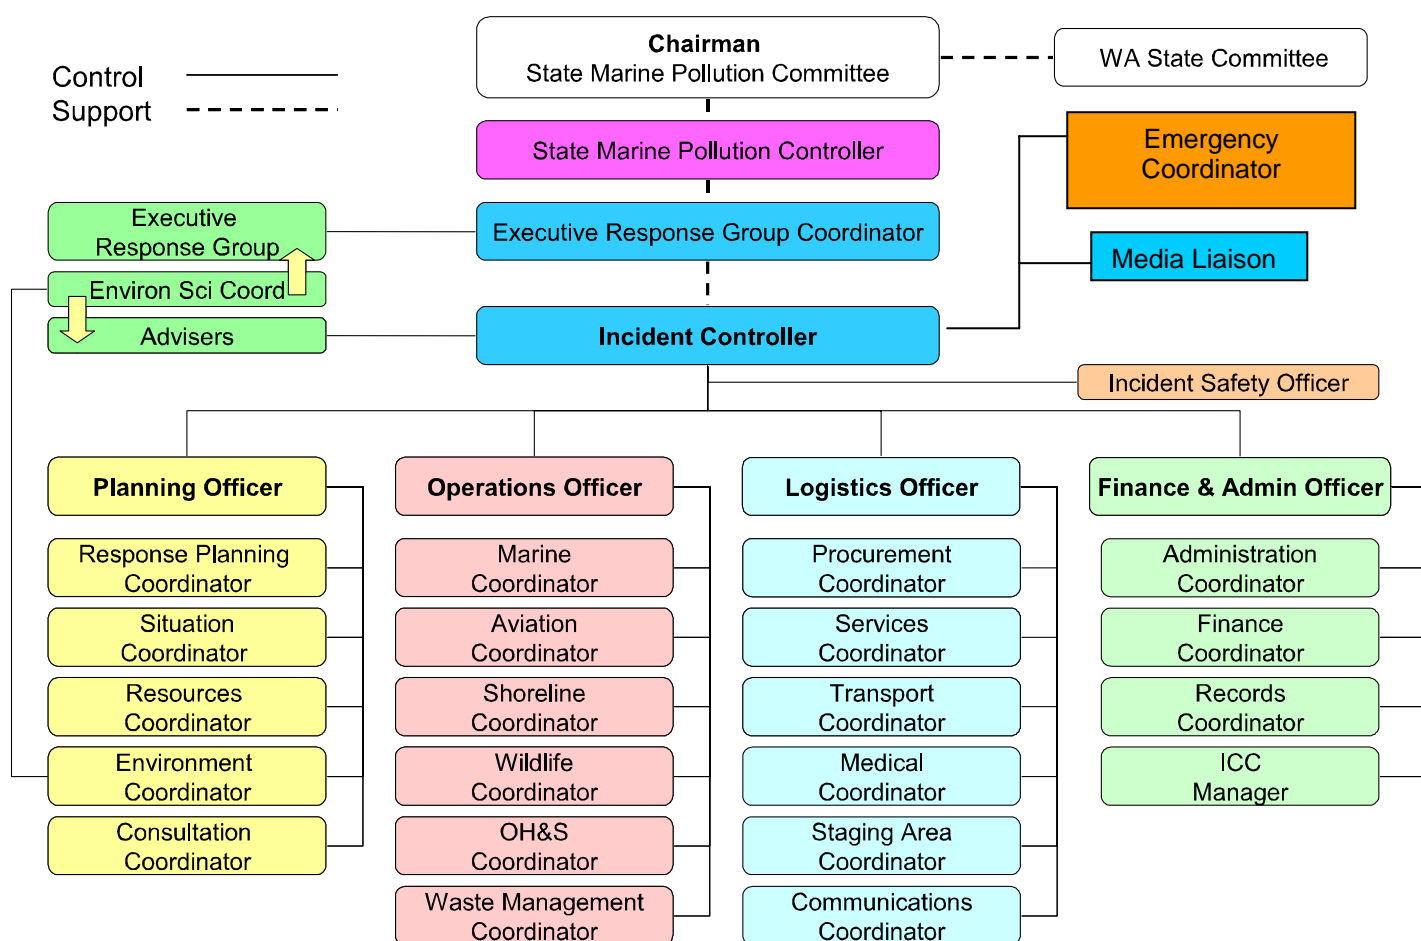 Control
Support
Chairman
State Marine Pollution Committee
WA State Committee
State Marine Pollution Controller
Emergency
Coordinator
Executive
Response Group
Executive Response Group Coordinator
Media Liaison
Environ Sci Coord
Advisers
Incident Controller
Incident Safety Officer
Planning Officer
Response Planning
Coordinator
Situation
Coordinator
Resources
Coordinator
Environment
Coordinator
Consultation
Coordinator
Operations Officer
Marine
Coordinator
Aviation
Coordinator
Shoreline
Coordinator
Wildlife
Coordinator
OH&S
Coordinator
Waste Management
Coordinator
Logistics Officer
Procurement
Coordinator
Services
Coordinator
Transport
Coordinator
Medical
Coordinator
Staging Area
Coordinator
Communications
Coordinator
Finance & Admin Officer
Administration
Coordinator
Finance
Coordinator
Records
Coordinator
ICC
Manager